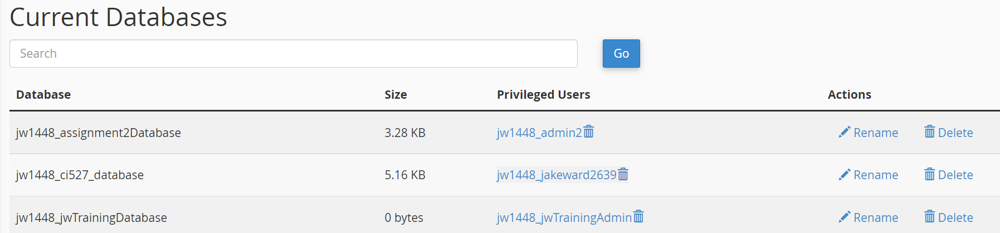 Current Databases
Search Go
Database Size Privileged Users Actions
jw1448_assignment2Database 3.28 KB jw1448_admin2 Rename Delete
jw1448_ci527_database 5.16 KB jw1448_jakeward2639 Rename Delete
jw1448_jwTrainingDatabase 0 bytes jw1448_jwTrainingAdmin Rename Delete